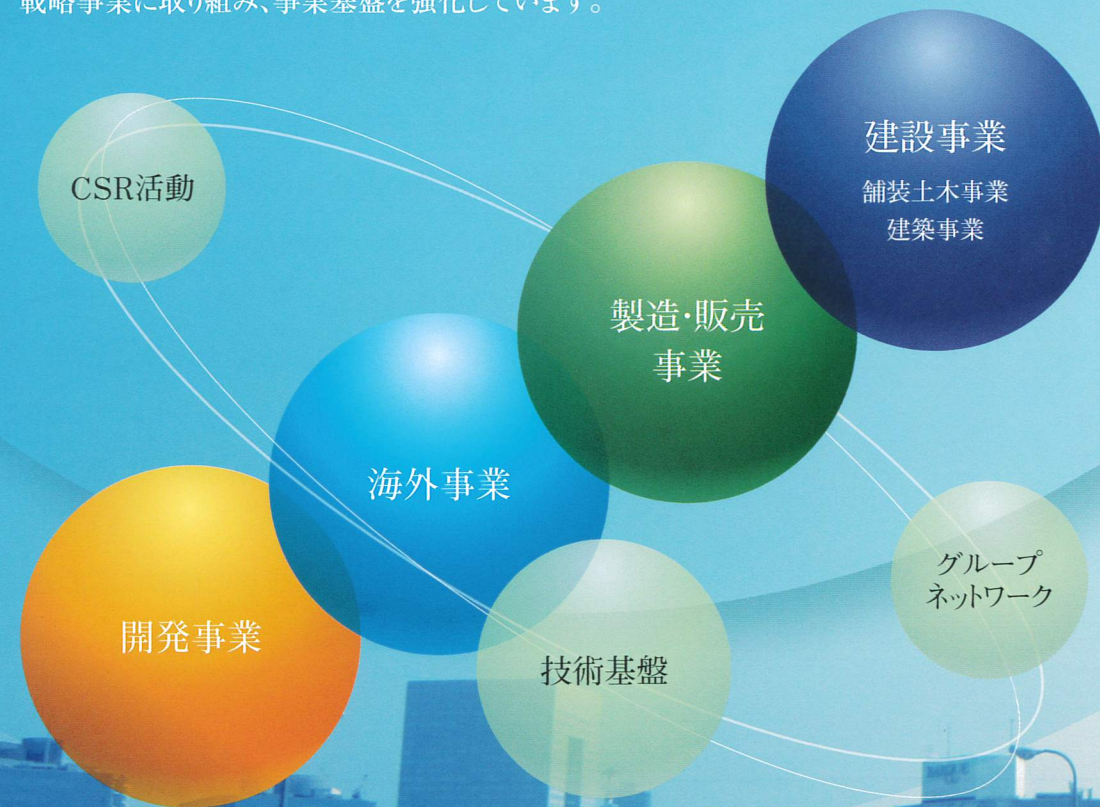 戦略事業に取り組み、事業基盤を強化しています。
建設事業
舗装土木事業
建築事業
CSR活動
製造・販売
事業
海外事業
グループ
ネットワーク
開発事業
技術基盤